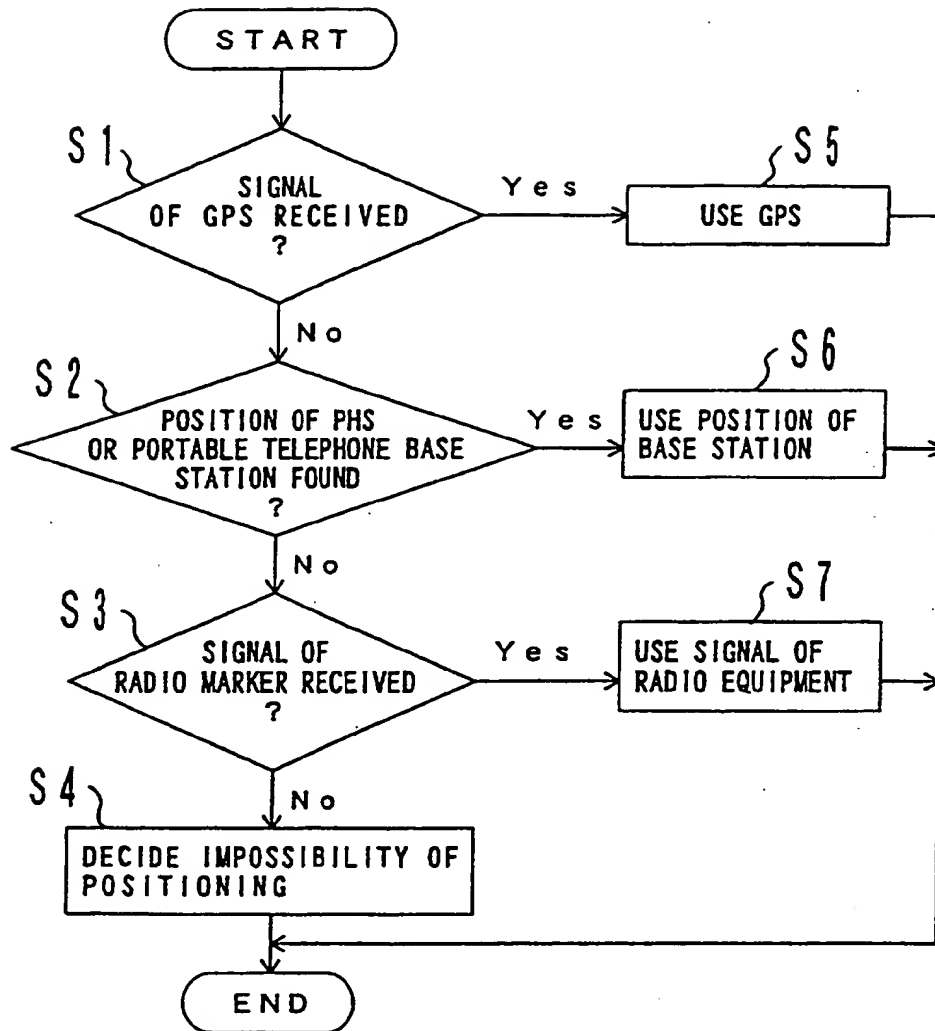 START
S1
SIGNAL
OF GPS RECEIVED
?
Yes
S5
USE GPS
No
S2
POSITION OF PHS
OR PORTABLE TELEPHONE BASE
STATION FOUND
?
Yes
S6
USE POSITION OF
BASE STATION
No
S3
SIGNAL OF
RADIO MARKER RECEIVED
?
Yes
S7
USE SIGNAL OF
RADIO EQUIPMENT
No
S4
DECIDE IMPOSSIBILITY OF
POSITIONING
END